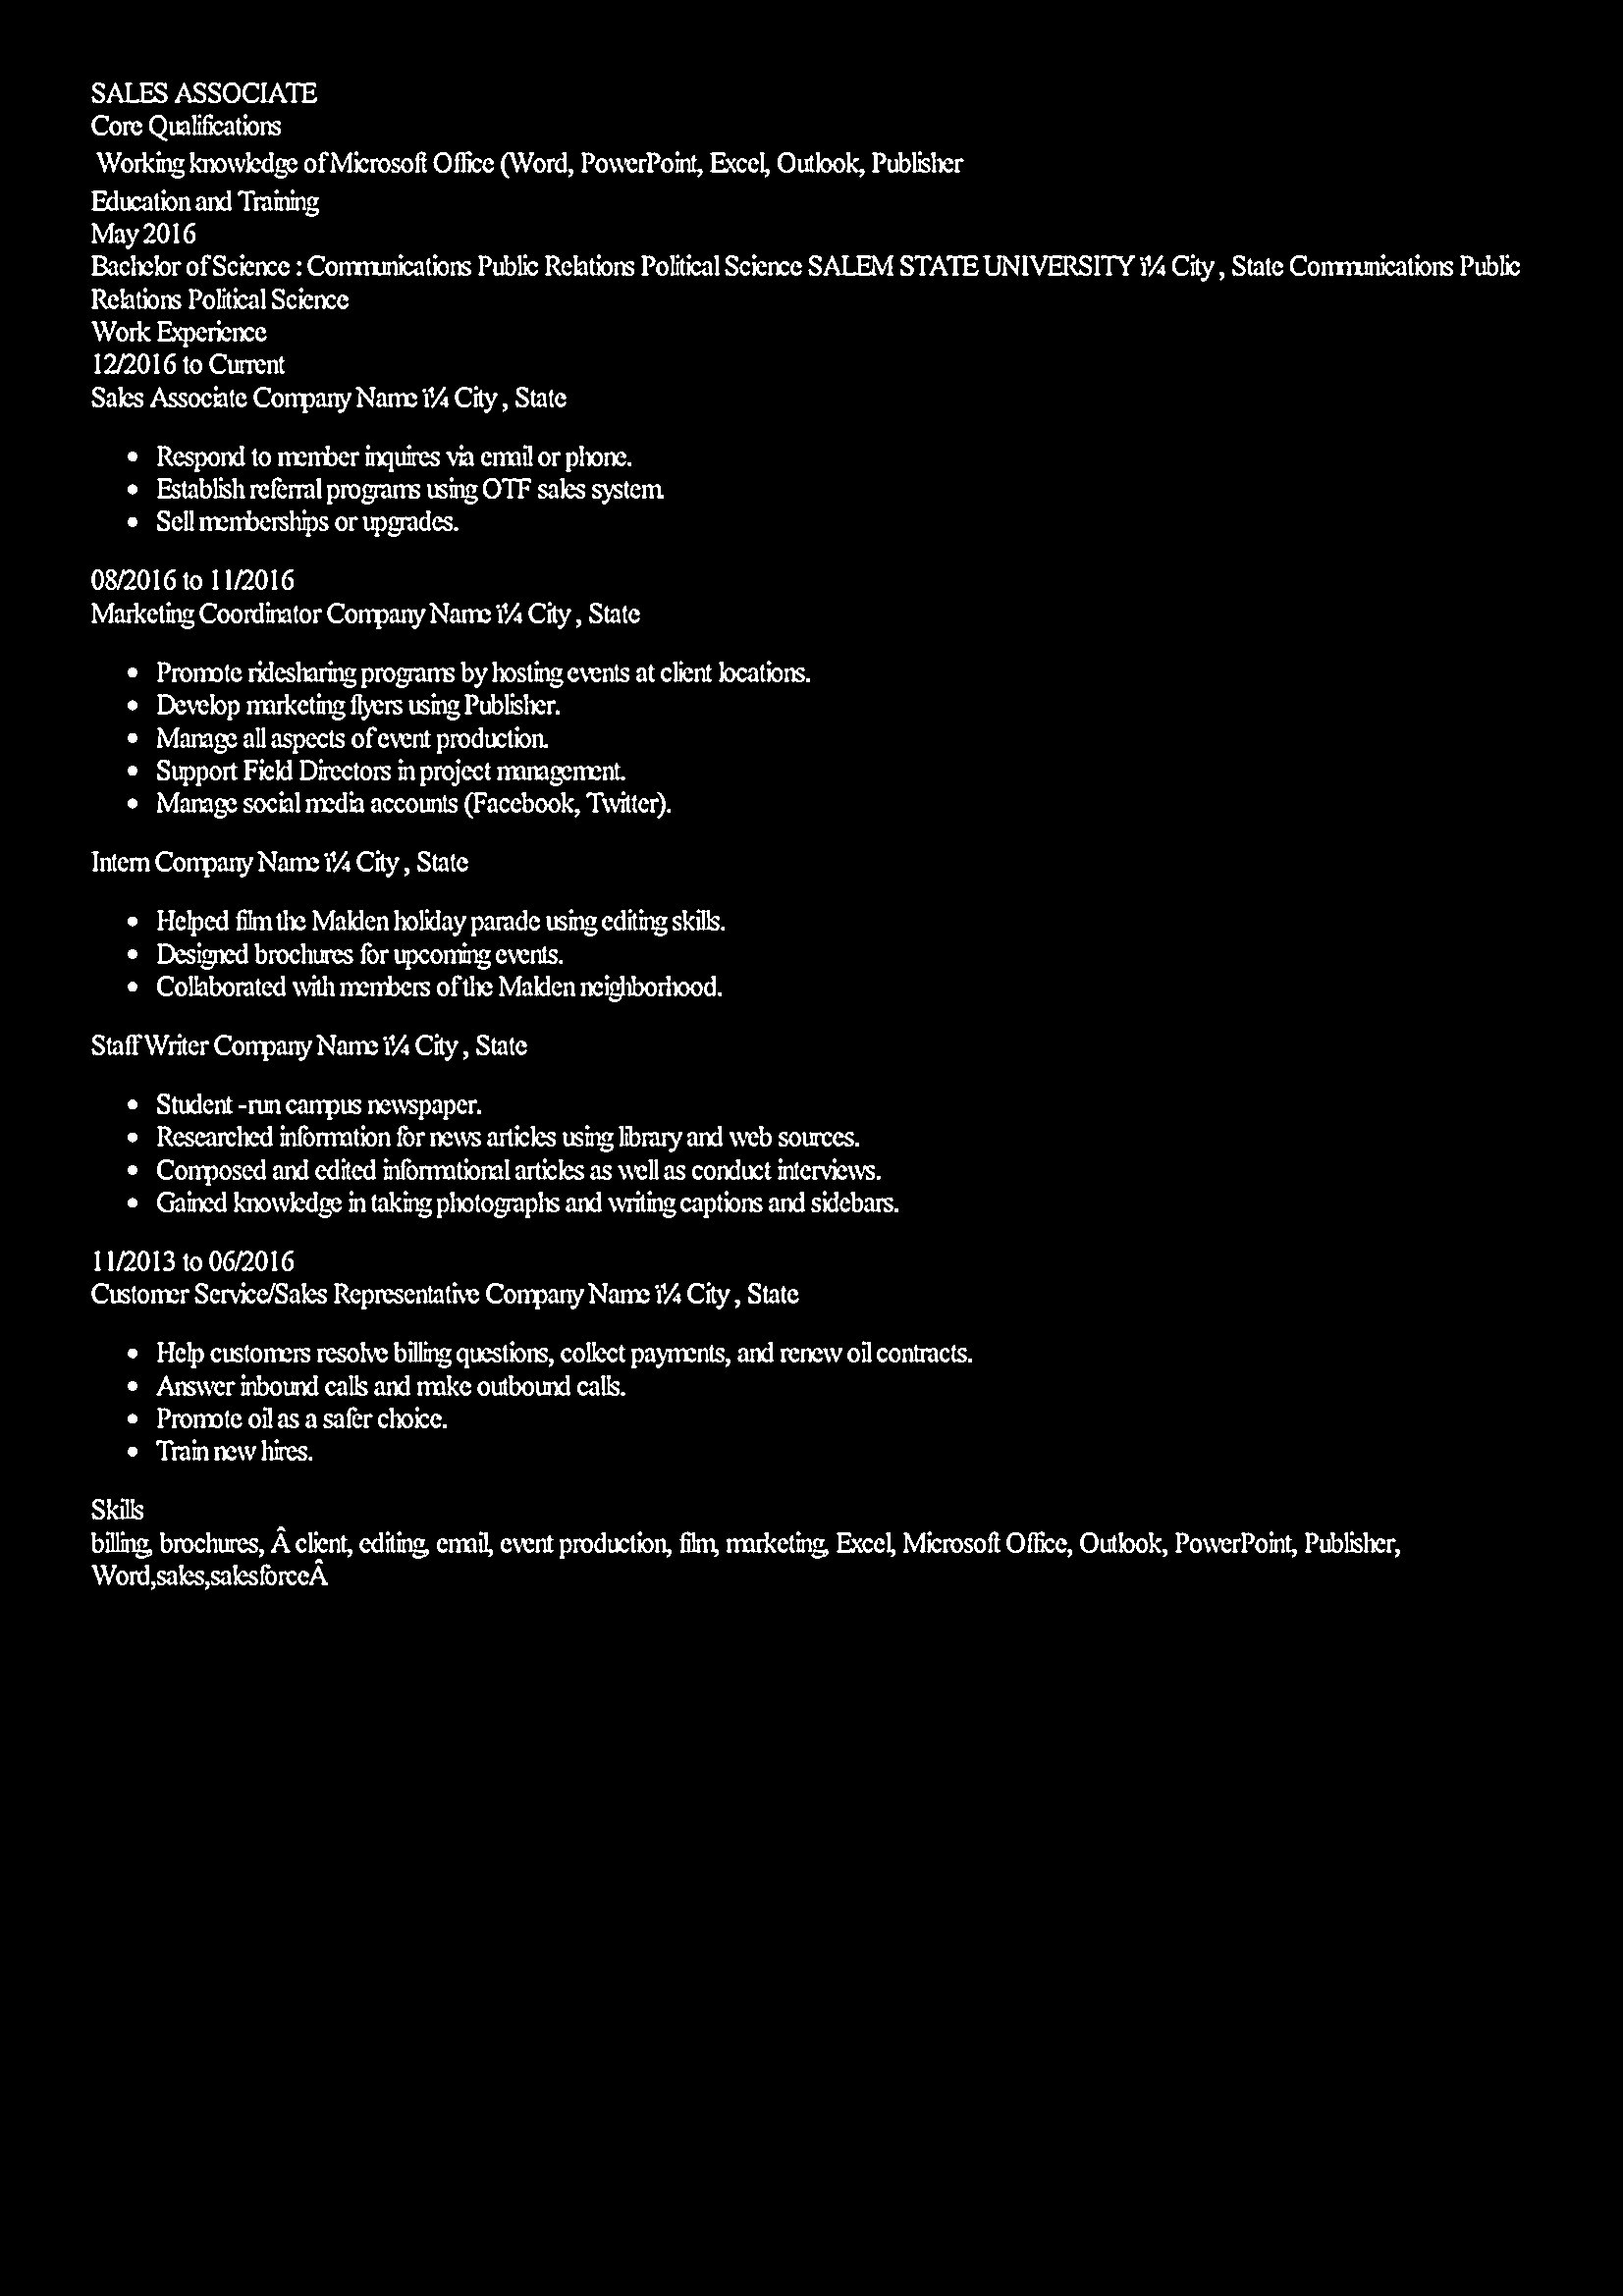 SALES ASSOCIATE
Core Qualifications
Working knowledge of Microsoft Office (Word, PowerPoint, Excel, Outlook, Publisher
Education and Training
May 2016
Bachelor of Science : Communications Public Relations Political Science SALEM STATE UNIVERSITY ï¼ City , State Communications Public
Relations Political Science
Work Experience
12/2016 to Current
Sales Associate Company Name ï¼ City , State
• Respond to member inquires via email or phone.
• Establish referral programs using OTF sales system.
• Sell memberships or upgrades.
08/2016 to 11/2016
Marketing Coordinator Company Name ï¼ City , State
• Promote ridesharing programs by hosting events at client locations.
• Develop marketing flyers using Publisher.
• Manage all aspects of event production.
• Support Field Directors in project management.
• Manage social media accounts (Facebook, Twitter).
Intern Company Name ï¼ City , State
• Helped film the Malden holiday parade using editing skills.
• Designed brochures for upcoming events.
• Collaborated with members of the Malden neighborhood.
Staff Writer Company Name ï¼ City , State
• Student -run campus newspaper.
• Researched information for news articles using library and web sources.
• Composed and edited informational articles as well as conduct interviews.
• Gained knowledge in taking photographs and writing captions and sidebars.
11/2013 to 06/2016
Customer Service/Sales Representative Company Name ï¼ City , State
• Help customers resolve billing questions, collect payments, and renew oil contracts.
• Answer inbound calls and make outbound calls.
• Promote oil as a safer choice.
• Train new hires.
Skills
billing, brochures, Â client, editing, email, event production, film, marketing, Excel, Microsoft Office, Outlook, PowerPoint, Publisher,
Word,sales,salesforceÂ